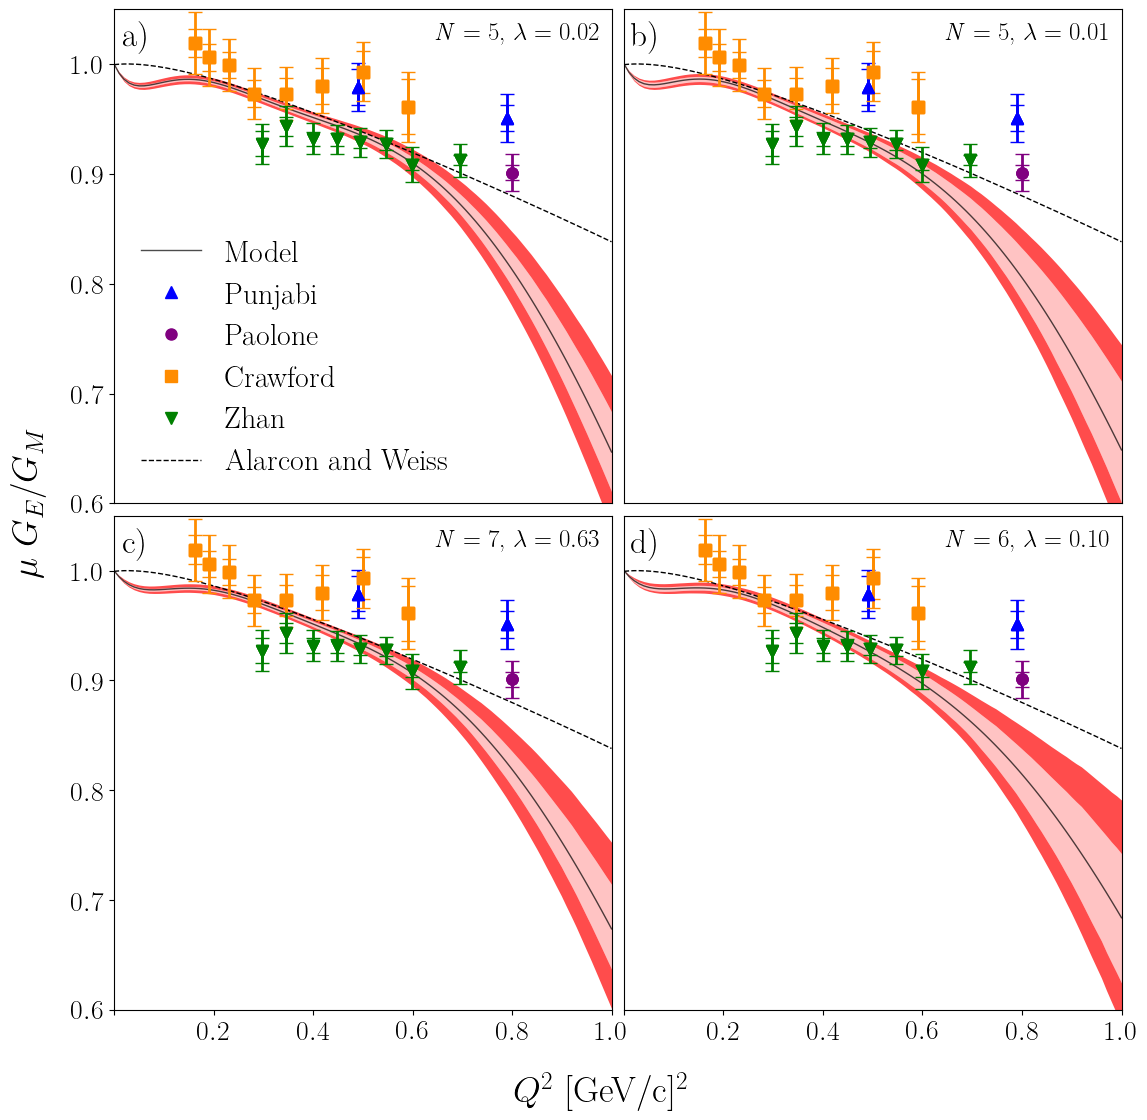 a)
N = 5, λ = 0.02
b)
N = 5, λ = 0.01
1.0
0.9
0.8
0.7
0.6
Model
Punjabi
Paolone
Crawford
Zhan
Alarcon and Weiss
μ G_E/G_M
c)
N = 7, λ = 0.63
d)
N = 6, λ = 0.10
1.0
0.9
0.8
0.7
0.6
0.2 0.4 0.6 0.8 1.0
0.2 0.4 0.6 0.8 1.0
Q² [GeV/c]²